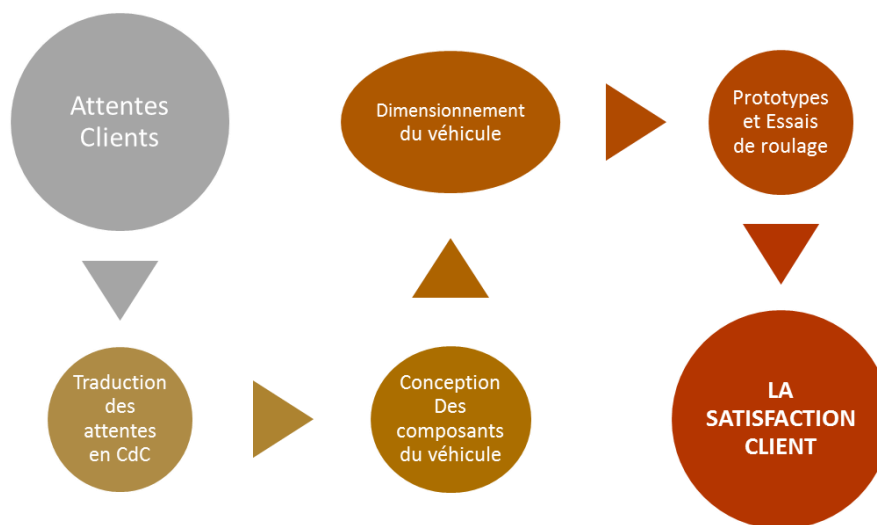 Attentes
Clients
Traduction
des
attentes
en CdC
Conception
Des
composants
du véhicule
Dimensionnement
du véhicule
Prototypes
et Essais
de roulage
LA
SATISFACTION
CLIENT